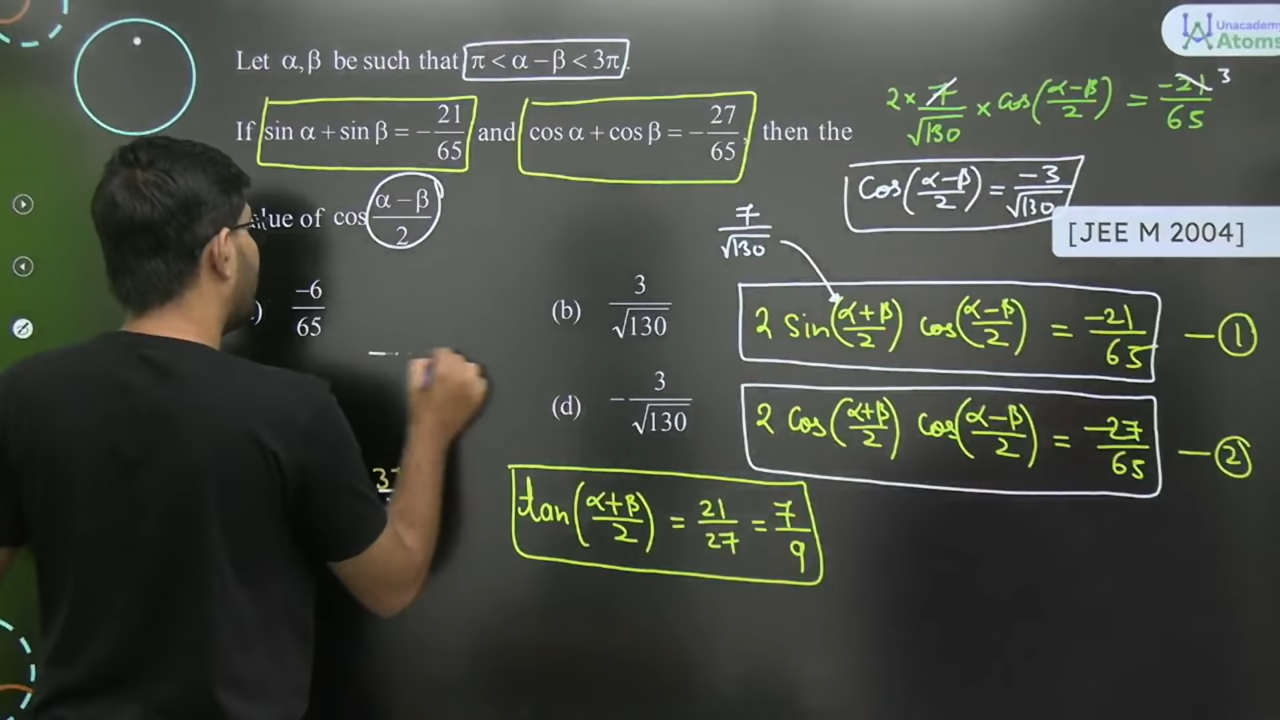 Unacademy
Atoms
Let α, β be such that π < α − β < 3π.
If sin α + sin β = −21/65 and cos α + cos β = −27/65, then the
of cos (α − β)/2
−6/65
(b) 3/√130
(d) −3/√130
2 × 7/√130 × cos((α−β)/2) = −21/65 3
cos((α−β)/2) = −3/√130
[JEE M 2004]
7/√130
2 sin((α+β)/2) cos((α−β)/2) = −21/65 — ①
2 cos((α+β)/2) cos((α−β)/2) = −27/65 — ②
tan((α+β)/2) = 21/27 = 7/9